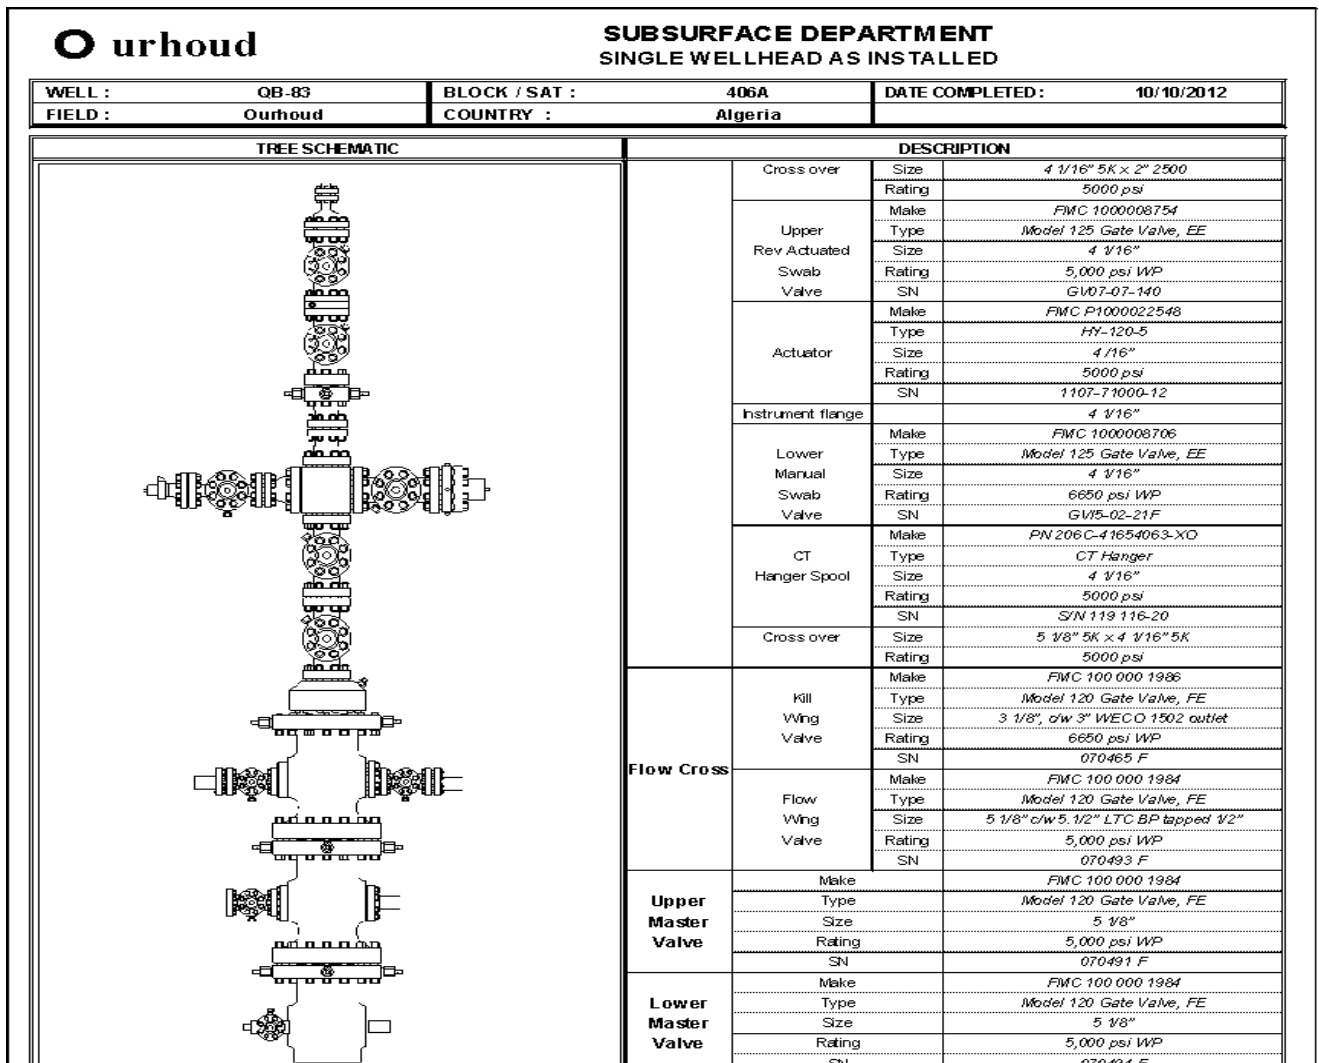 O urhoud
SUBSURFACE DEPARTMENT
SINGLE WELLHEAD AS INSTALLED
WELL : QB-83 BLOCK / SAT : 406A DATE COMPLETED : 10/10/2012
FIELD : Ourhoud COUNTRY : Algeria
TREE SCHEMATIC DESCRIPTION
Cross over Size 4 1/16" 5K x 2" 2500
Rating 5000 psi
Make FMC 1000008754
Upper Type Model 125 Gate Valve, EE
Rev Actuated Size 4 1/16"
Swab Rating 5,000 psi WP
Valve SN GV07-07-140
Make FMC P1000022548
Type HY-120-5
Actuator Size 4 /16"
Rating 5000 psi
SN 1107-71000-12
Instrument flange 4 1/16"
Make FMC 1000008706
Lower Type Model 125 Gate Valve, EE
Manual Size 4 1/16"
Swab Rating 6650 psi WP
Valve SN GVI5-02-21F
Make PN 206C-41654063-XO
CT Type CT Hanger
Hanger Spool Size 4 1/16"
Rating 5000 psi
SN S/N 119 116-20
Cross over Size 5 1/8" 5K x 4 1/16" 5K
Rating 5000 psi
Make FMC 100 000 1986
Kill Type Model 120 Gate Valve, FE
Wing Size 3 1/8", c/w 3" WECO 1502 outlet
Valve Rating 6650 psi WP
SN 070465 F
Flow Cross
Make FMC 100 000 1984
Flow Type Model 120 Gate Valve, FE
Wing Size 5 1/8" c/w 5.1/2" LTC BP tapped 1/2"
Valve Rating 5,000 psi WP
SN 070493 F
Make FMC 100 000 1984
Upper Type Model 120 Gate Valve, FE
Master Size 5 1/8"
Valve Rating 5,000 psi WP
SN 070491 F
Make FMC 100 000 1984
Lower Type Model 120 Gate Valve, FE
Master Size 5 1/8"
Valve Rating 5,000 psi WP
SN